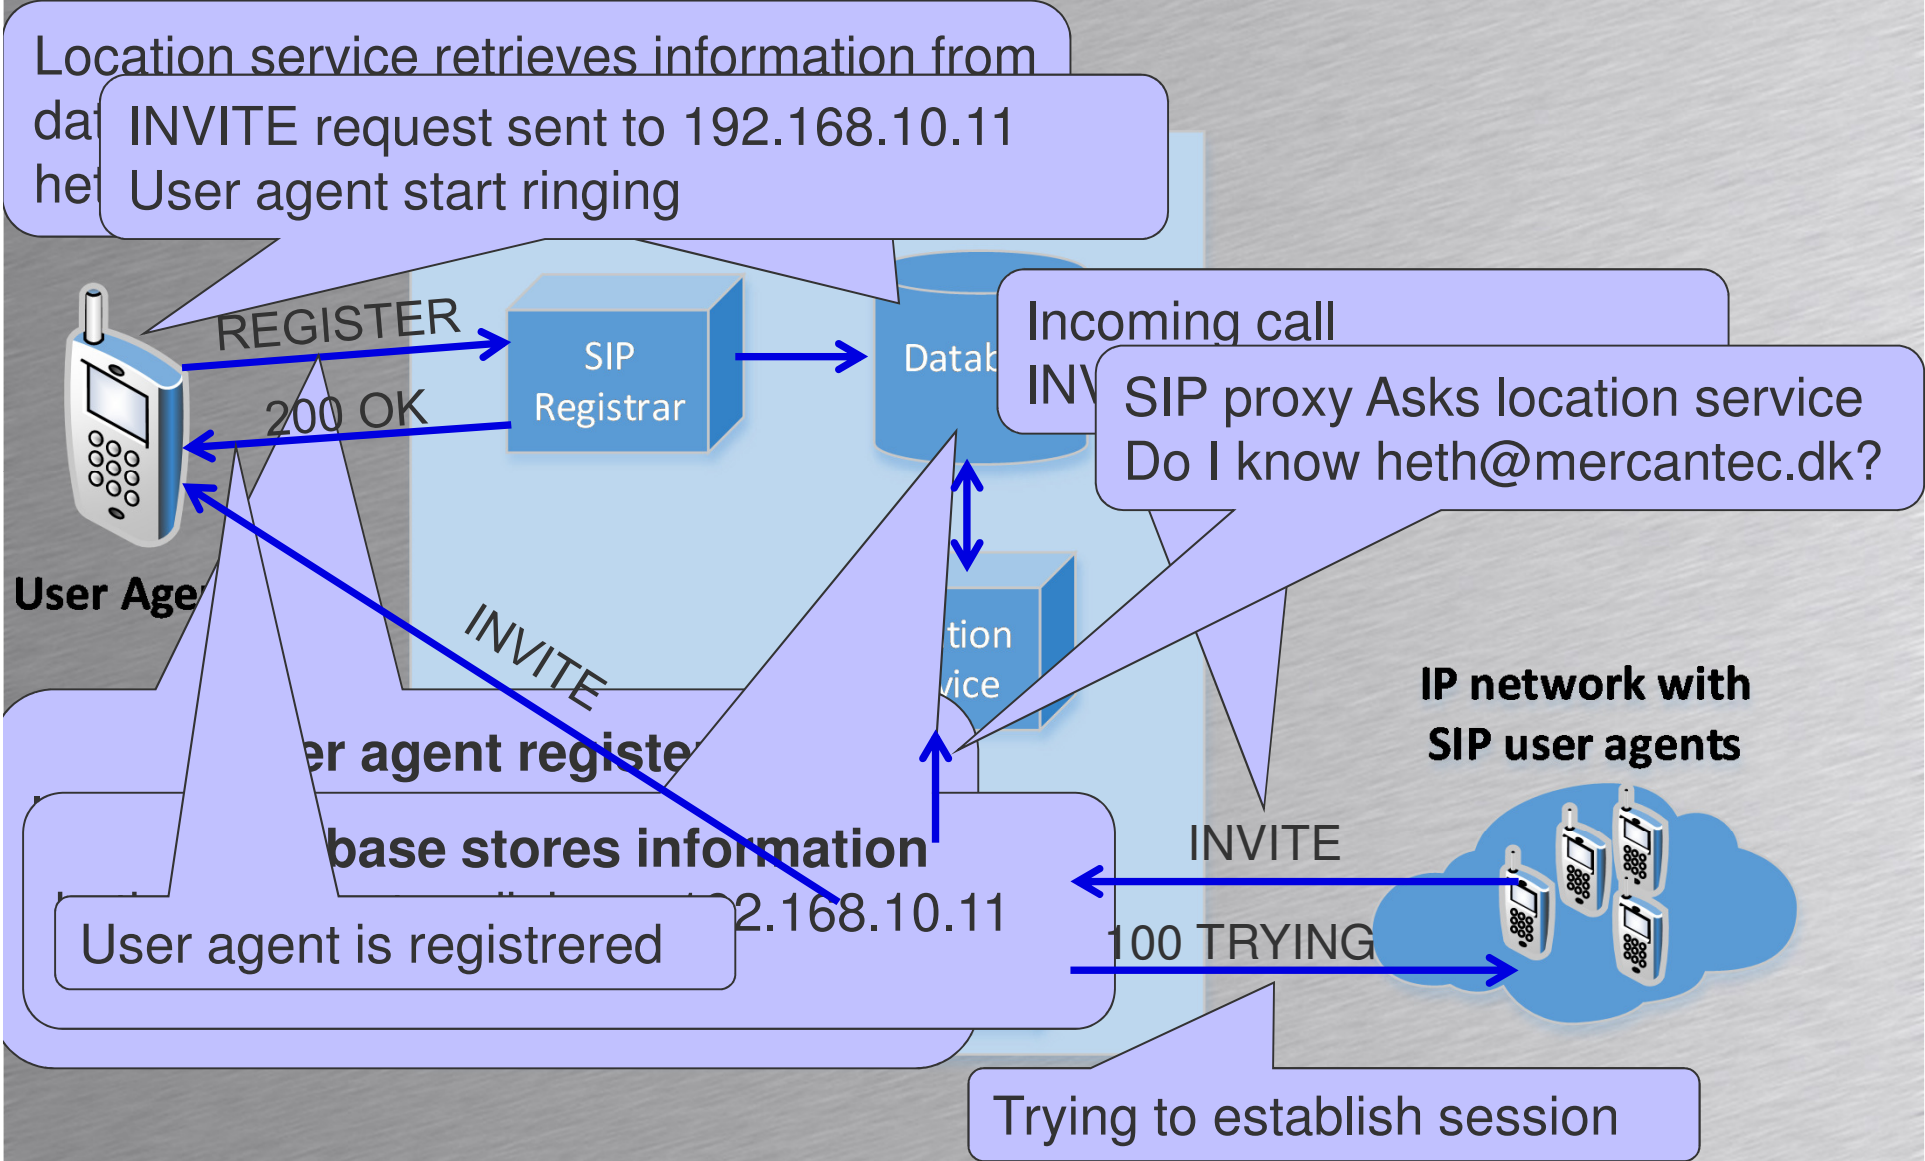 Location service retrieves information from
INVITE request sent to 192.168.10.11
User agent start ringing
REGISTER
200 OK
SIP
Registrar
Incoming call
SIP proxy Asks location service
Do I know heth@mercantec.dk?
User
INVITE
IP network with
SIP user agents
agent
base stores information
INVITE
2.168.10.11
User agent is registrered
100 TRYING
Trying to establish session